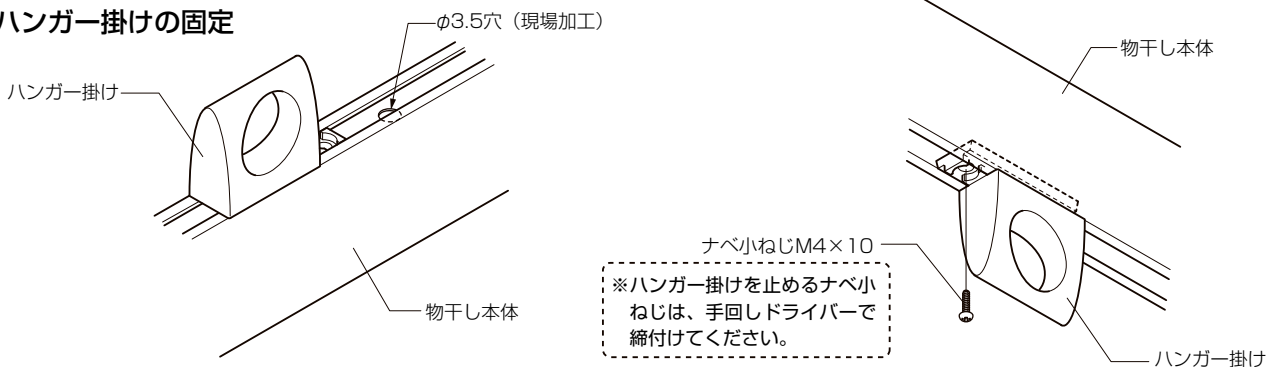 ハンガー掛けの固定
φ3.5穴（現場加工）
ハンガー掛け
物干し本体
物干し本体
ナベ小ねじM4×10
※ハンガー掛けを止めるナベ小
ねじは、手回しドライバーで
締付けてください。
ハンガー掛け